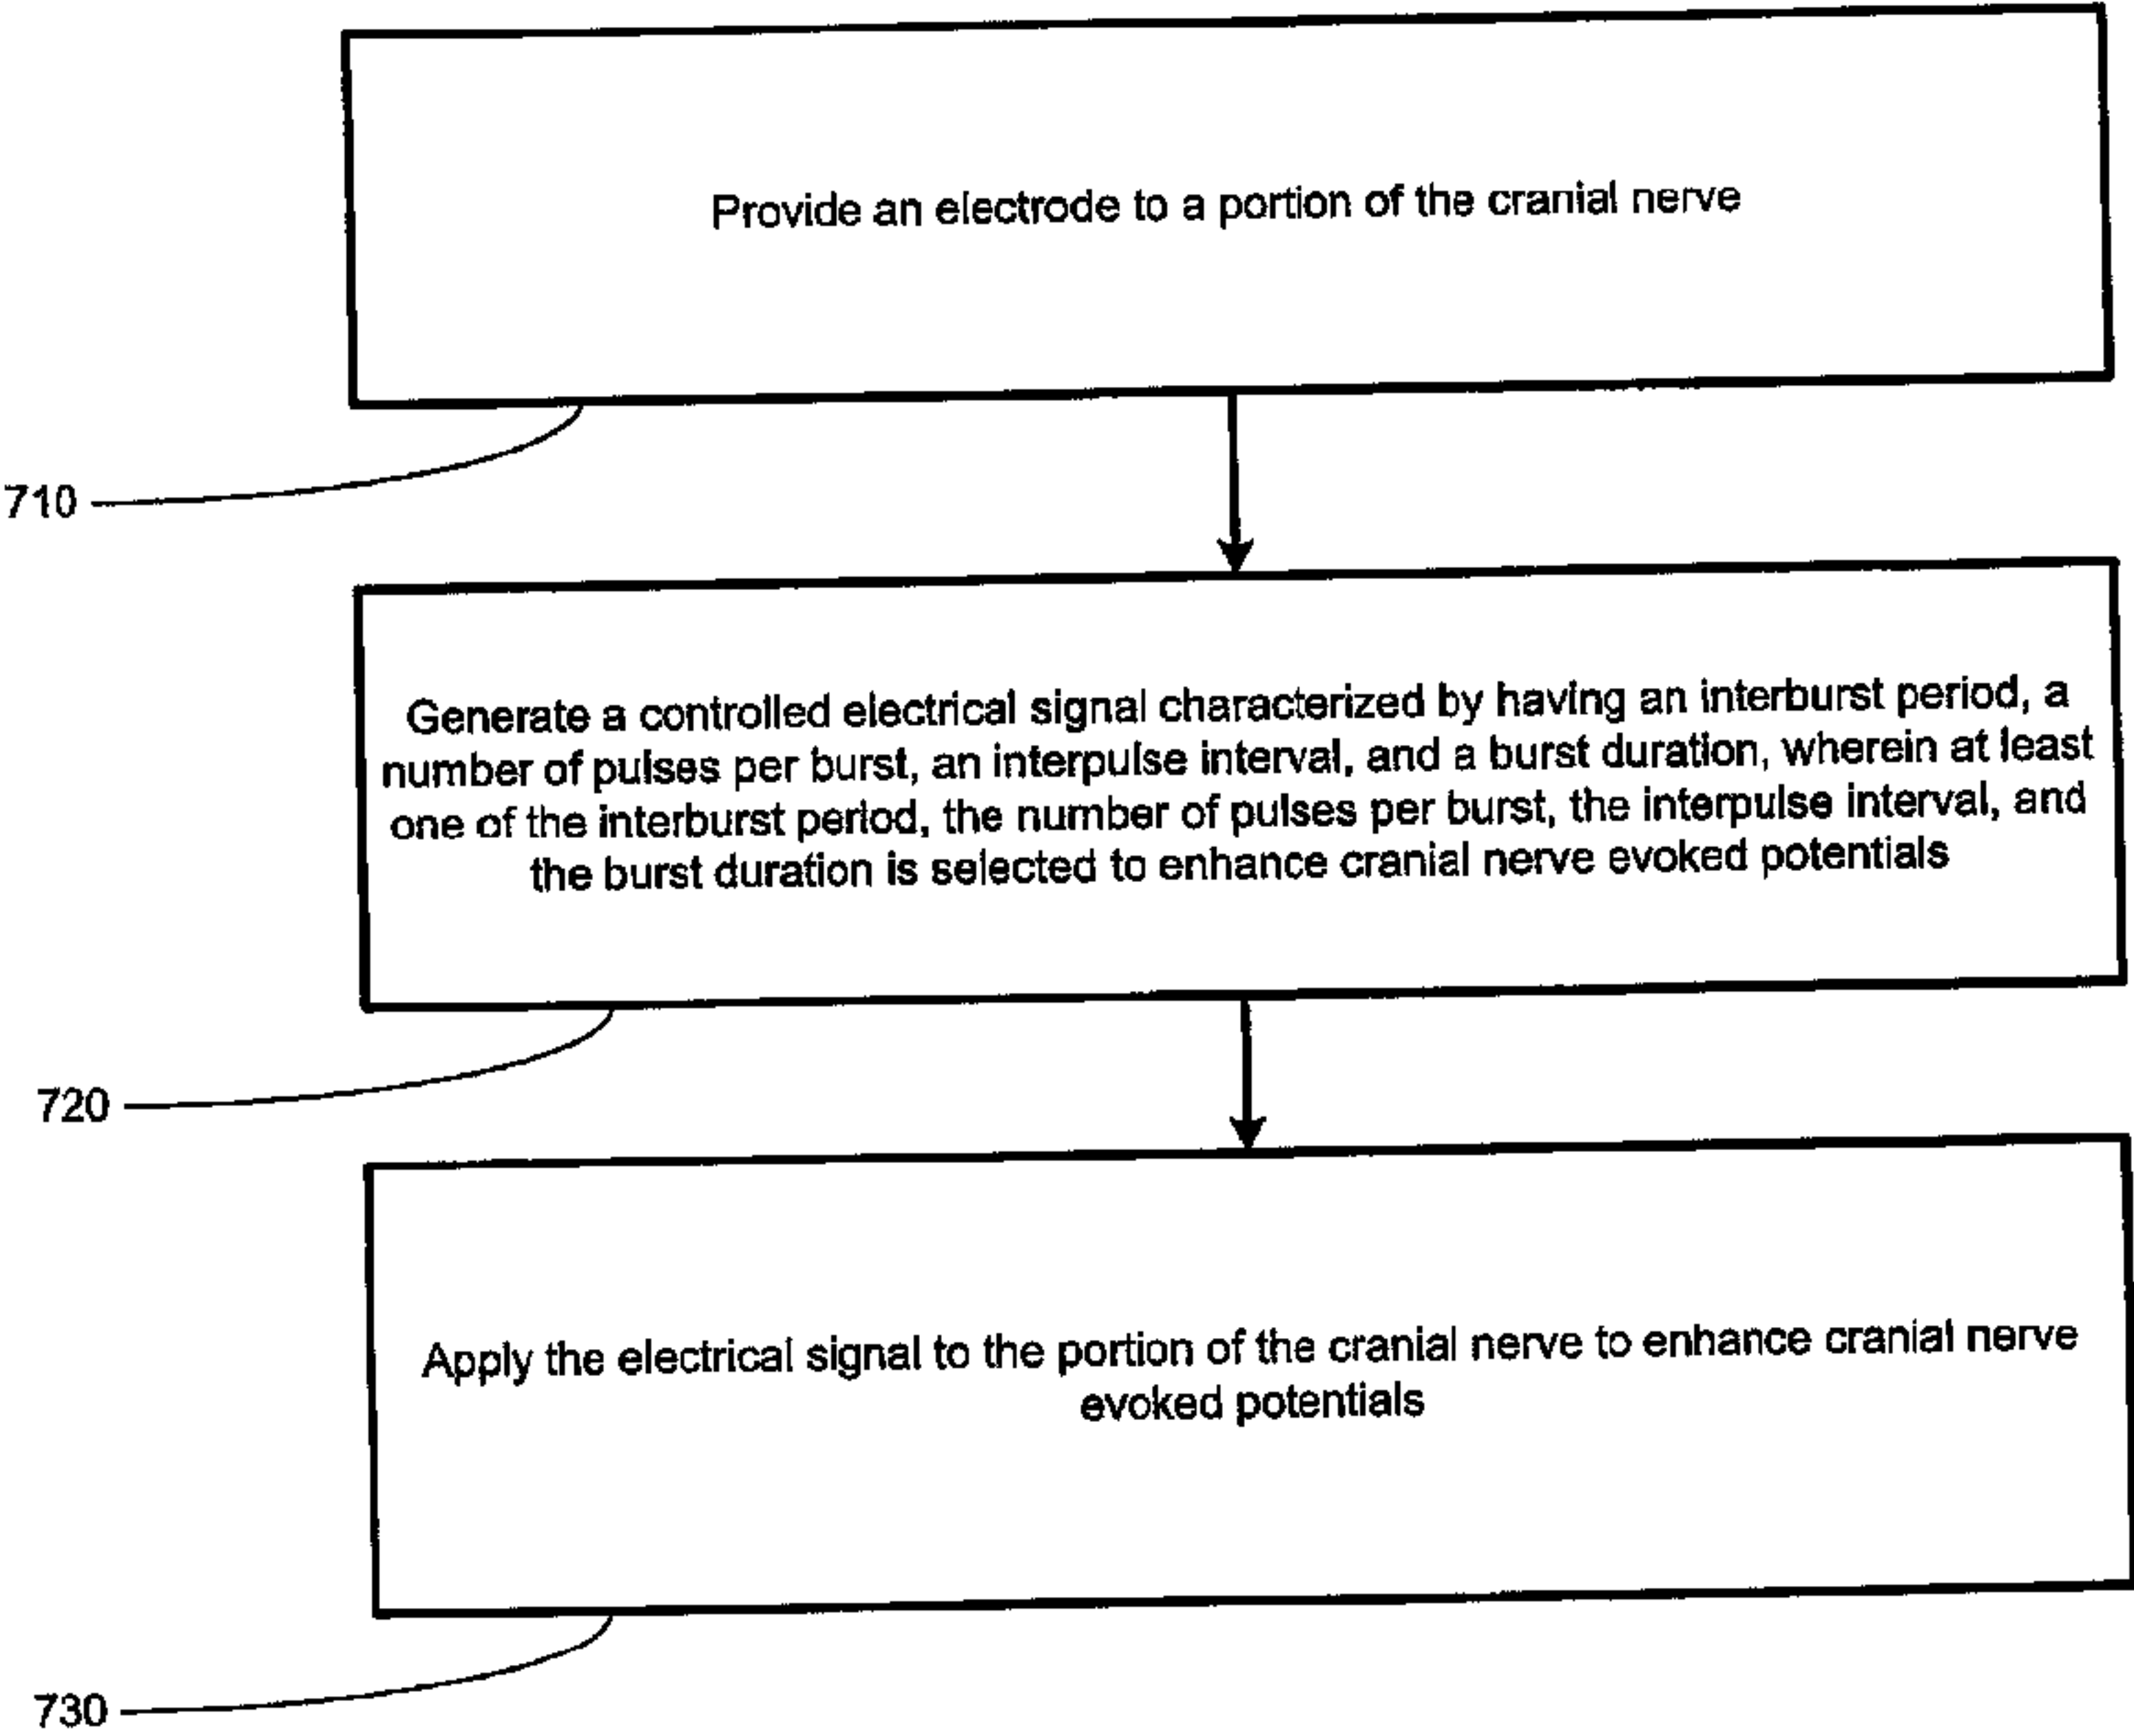 Provide an electrode to a portion of the cranial nerve
710
Generate a controlled electrical signal characterized by having an interburst period, a
number of pulses per burst, an interpulse interval, and a burst duration, wherein at least
one of the interburst period, the number of pulses per burst, the interpulse interval, and
the burst duration is selected to enhance cranial nerve evoked potentials
720
Apply the electrical signal to the portion of the cranial nerve to enhance cranial nerve
evoked potentials
730